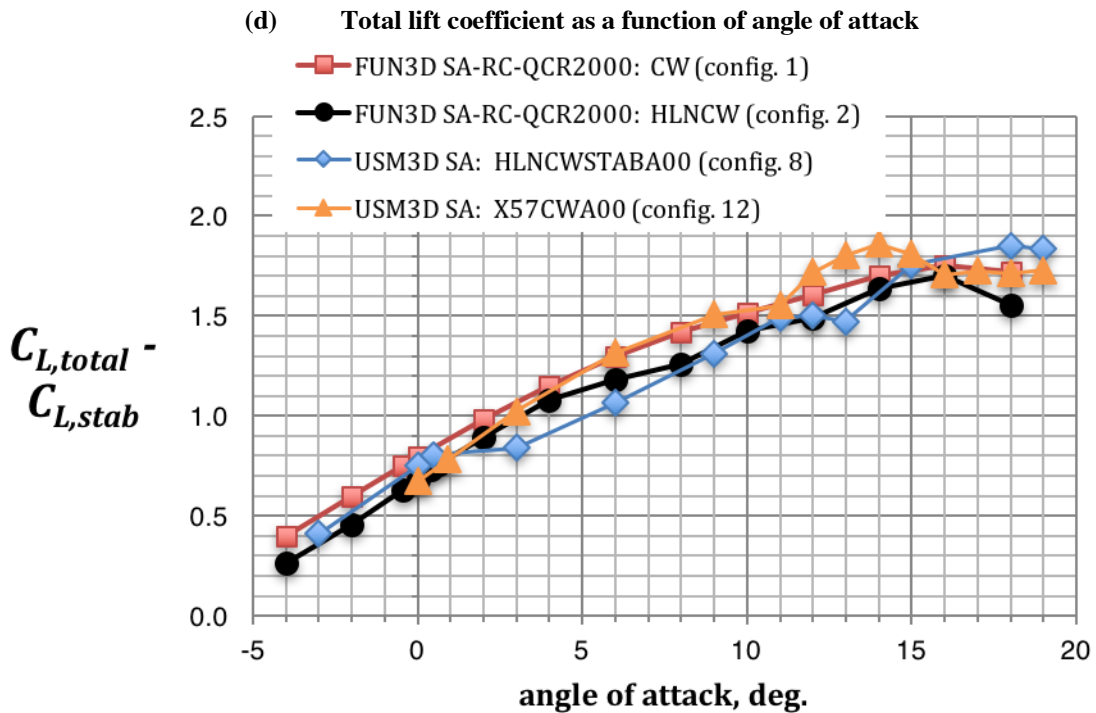 (d) Total lift coefficient as a function of angle of attack
FUN3D SA-RC-QCR2000: CW (config. 1)
FUN3D SA-RC-QCR2000: HLNCW (config. 2)
USM3D SA: HLNCWSTABA00 (config. 8)
USM3D SA: X57CWA00 (config. 12)
2.5
2.0
1.5
1.0
0.5
0.0
C_{L,total} -
C_{L,stab}
-5 0 5 10 15 20
angle of attack, deg.